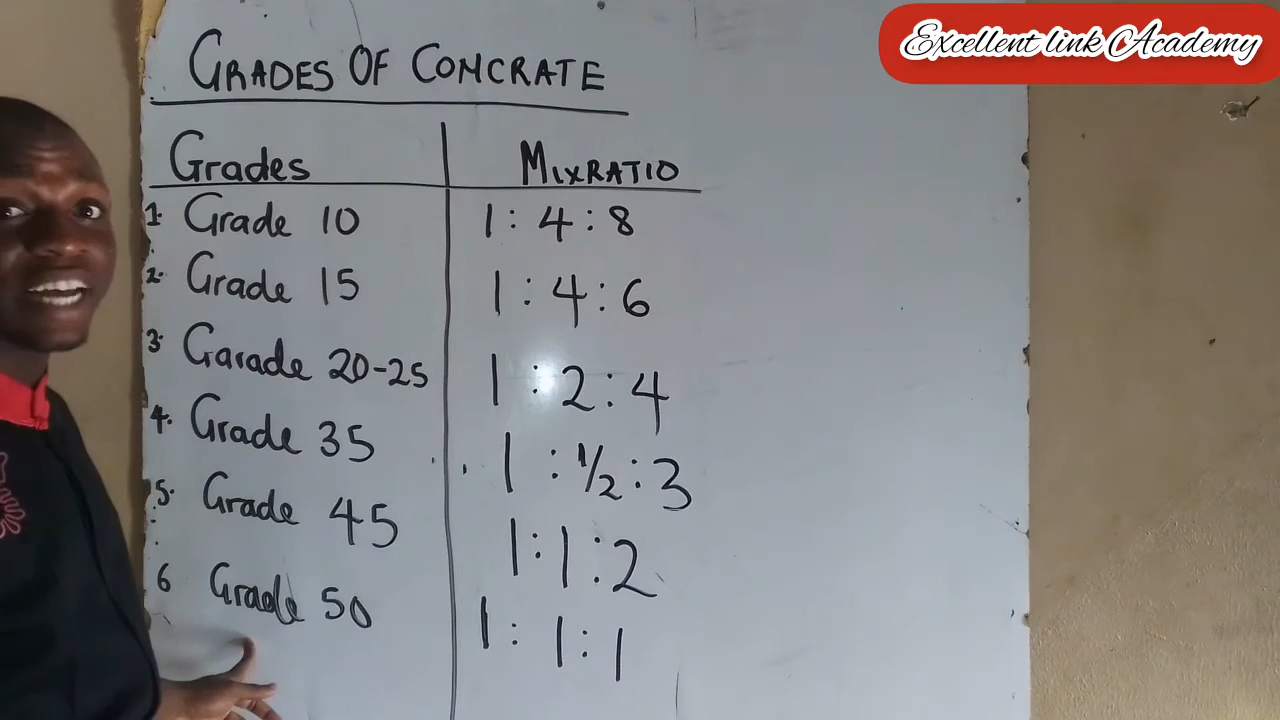 Excellent link Academy
GRADES OF CONCRATE
Grades MIXRATIO
1. Grade 10 1 : 4 : 8
2. Grade 15 1 : 4 : 6
3. Garade 20-25 1 : 2 : 4
4. Grade 35 1 : 1/2 : 3
5. Grade 45 1 : 1 : 2
6 Grade 50 1 : 1 : 1